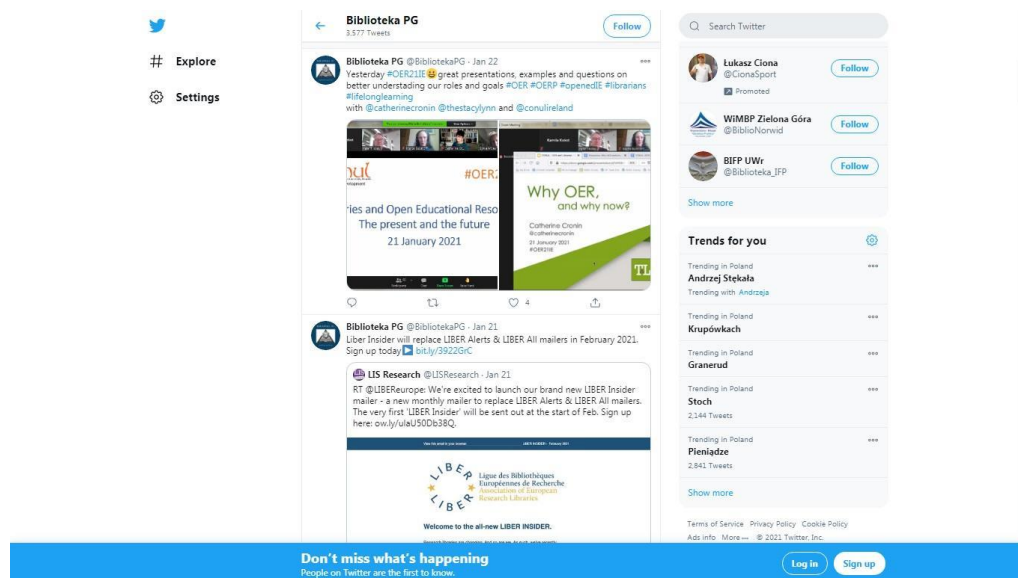 Explore
Settings
Biblioteka PG
3,577 Tweets
Follow
Biblioteka PG @BibliotekaPG · Jan 22
Yesterday #OER21IE great presentations, examples and questions on
better understading our roles and goals #OER #OERP #openedIE #librarians
#lifelonglearning
with @catherinecronin @thestacylynn and @conulireland
#OER2
ries and Open Educational Reso
The present and the future
21 January 2021
Why OER,
and why now?
Catherine Cronin
@catherinecronin
21 January 2021
#OER21IE
TL
4
Biblioteka PG @BibliotekaPG · Jan 21
Liber Insider will replace LIBER Alerts & LIBER All mailers in February 2021.
Sign up today bit.ly/3922GrC
LIS Research @LISResearch · Jan 21
RT @LIBEReurope: We're excited to launch our brand new LIBER Insider
mailer - a new monthly mailer to replace LIBER Alerts & LIBER All mailers.
The very first 'LIBER Insider' will be sent out at the start of Feb. Sign up
here: ow.ly/ulaU50Db38Q.
LIBER
LIBER
Ligue des Bibliothèques
Européennes de Recherche
Association of European
Research Libraries
Welcome to the all-new LIBER INSIDER.
Search Twitter
Łukasz Ciona
@CionaSport
Promoted
Follow
WiMBP Zielona Góra
@BiblioNorwid
Follow
BIFP UWr
@Biblioteka_IFP
Follow
Show more
Trends for you
Trending in Poland
Andrzej Stękała
Trending with Andrzeja
Trending in Poland
Krupówkach
Trending in Poland
Granerud
Trending in Poland
Stoch
2,144 Tweets
Trending in Poland
Pieniądze
2,841 Tweets
Show more
Terms of Service Privacy Policy Cookie Policy
Ads info More © 2021 Twitter, Inc.
Don't miss what's happening
People on Twitter are the first to know.
Log in
Sign up